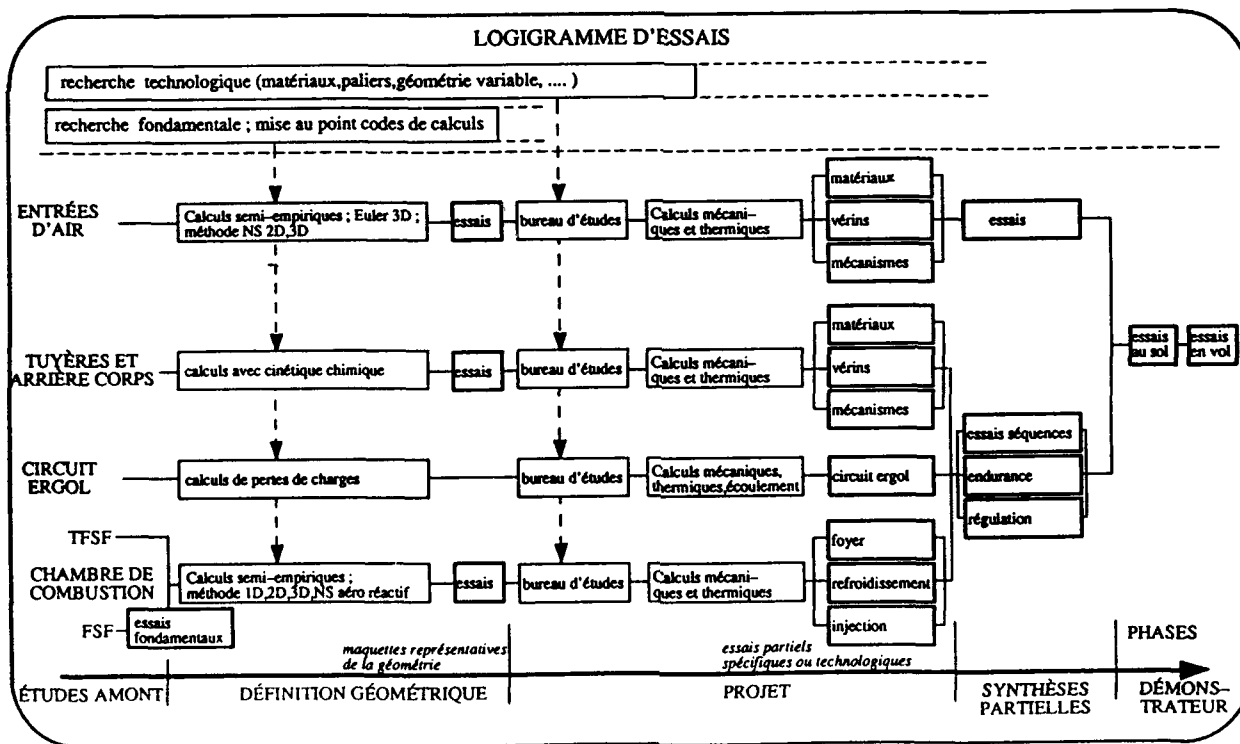 LOGIGRAMME D'ESSAIS
recherche technologique (matériaux,paliers,géométrie variable, .... )
recherche fondamentale ; mise au point codes de calculs
ENTRÉES
D'AIR
Calculs semi-empiriques ; Euler 3D ;
méthode NS 2D,3D
essais
bureau d'études
Calculs mécani-
ques et thermiques
matériaux
vérins
mécanismes
essais
TUYÈRES ET
ARRIÈRE CORPS
calculs avec cinétique chimique
essais
bureau d'études
Calculs mécani-
ques et thermiques
matériaux
vérins
mécanismes
essais
au sol
essais
en vol
CIRCUIT
ERGOL
calculs de pertes de charges
bureau d'études
Calculs mécaniques,
thermiques,écoulement
circuit ergol
essais séquences
endurance
régulation
TFSF
CHAMBRE DE
COMBUSTION
FSF
essais
fondamentaux
Calculs semi-empiriques ;
méthode 1D,2D,3D,NS aéro réactif
essais
bureau d'études
Calculs mécani-
ques et thermiques
foyer
refroidissement
injection
maquettes représentatives
de la géométrie
essais partiels
spécifiques ou technologiques
PHASES
ÉTUDES AMONT
DÉFINITION GÉOMÉTRIQUE
PROJET
SYNTHÈSES
PARTIELLES
DÉMONS-
TRATEUR